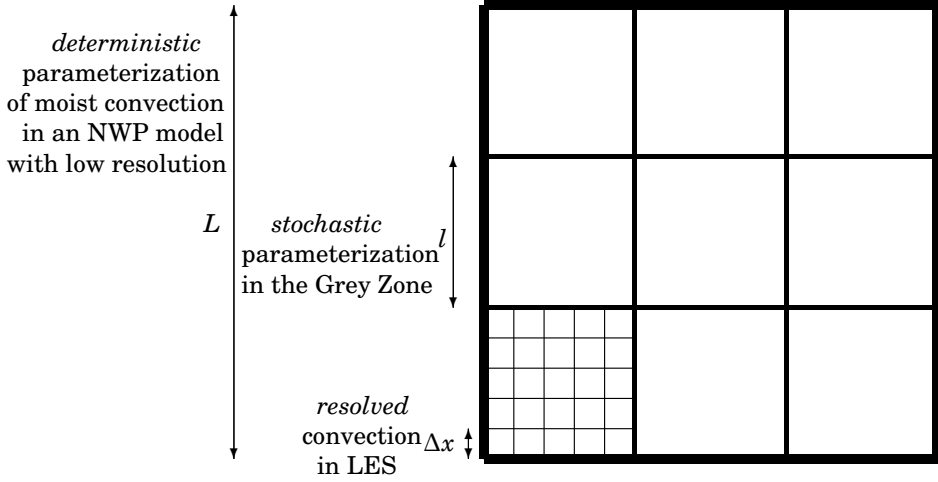 deterministic
parameterization
of moist convection
in an NWP model
with low resolution
L
stochastic
parameterization
l
in the Grey Zone
resolved
convection
Δx
in LES